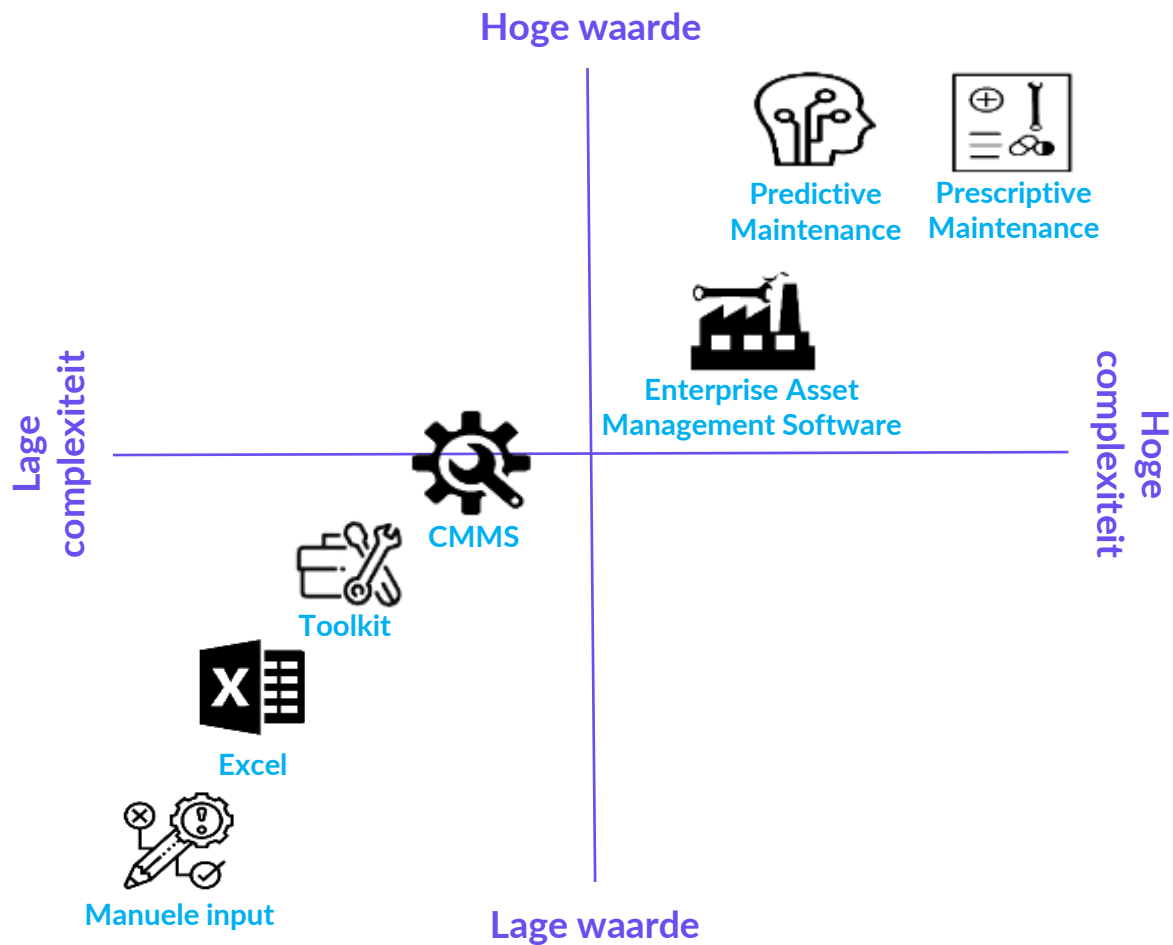 Hoge waarde
Predictive
Maintenance
Prescriptive
Maintenance
Enterprise Asset
Management Software
Lage
complexiteit
Hoge
complexiteit
CMMS
Toolkit
X
Excel
Manuele input
Lage waarde